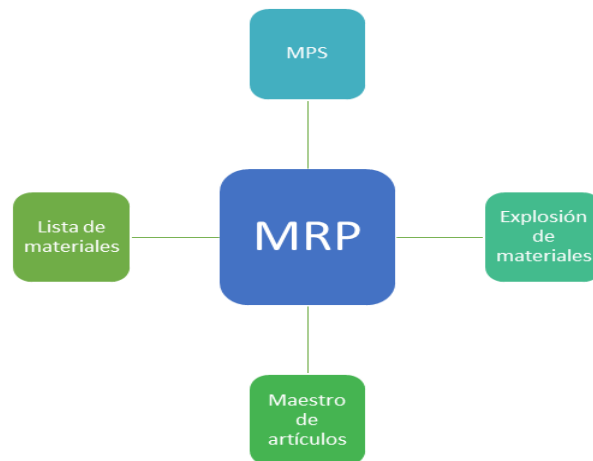 MPS
Lista de
materiales
MRP
Explosión
de
materiales
Maestro
de
artículos